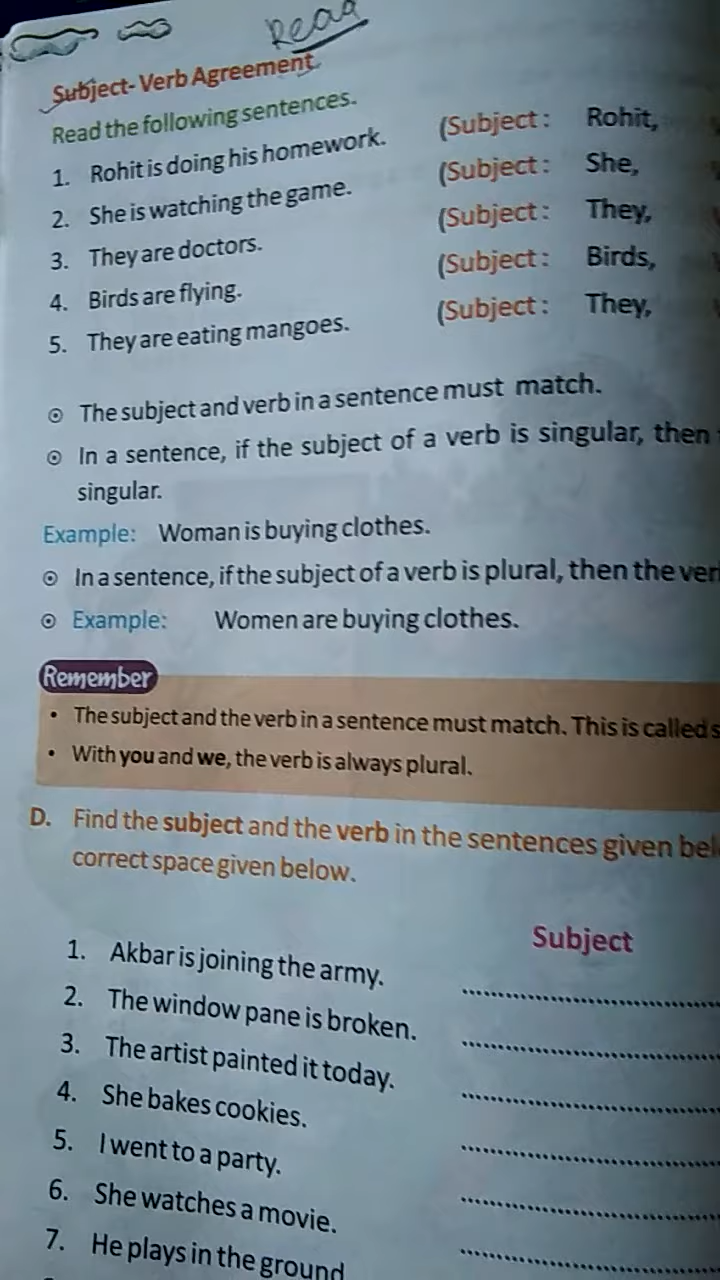 Read
Subject-Verb Agreement
Read the following sentences.
1. Rohit is doing his homework. (Subject: Rohit,
2. She is watching the game. (Subject: She,
3. They are doctors. (Subject: They,
4. Birds are flying. (Subject: Birds,
5. They are eating mangoes. (Subject: They,
The subject and verb in a sentence must match.
In a sentence, if the subject of a verb is singular, then
singular.
Example: Woman is buying clothes.
In a sentence, if the subject of a verb is plural, then the ver
Example: Women are buying clothes.
Remember
• The subject and the verb in a sentence must match. This is called s
• With you and we, the verb is always plural.
D. Find the subject and the verb in the sentences given bel
correct space given below.
Subject
1. Akbar is joining the army.
2. The window pane is broken.
3. The artist painted it today.
4. She bakes cookies.
5. I went to a party.
6. She watches a movie.
7. He plays in the ground